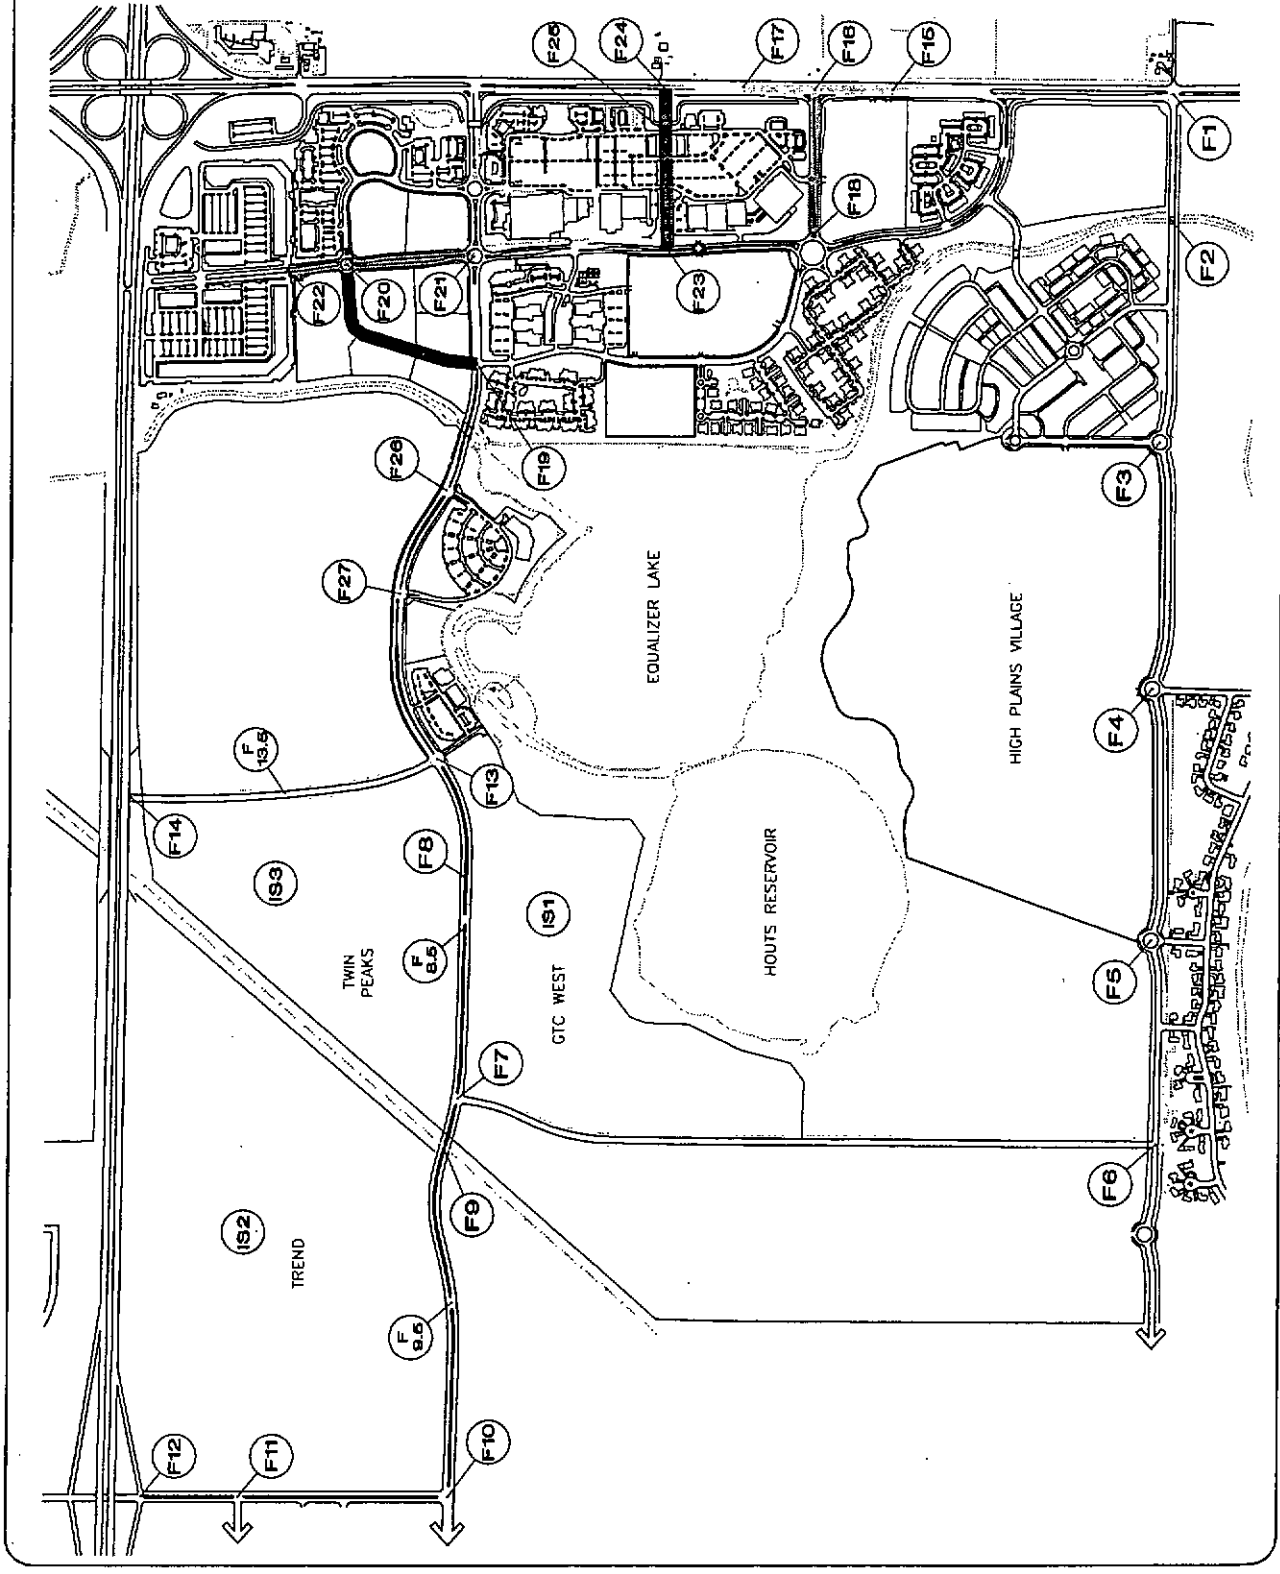 F25
F24
F17
F16
F15
F1
F18
F22
F20
F21
F23
F2
F26
F19
F3
F27
EQUALIZER LAKE
HIGH PLAINS VILLAGE
F
13.5
F4
F14
F13
F8
IS3
IS1
HOUTS RESERVOIR
TWIN
PEAKS
F
8.5
GTC WEST
F5
F7
F6
F9
IS2
TREND
F
9.5
F12
F11
F10